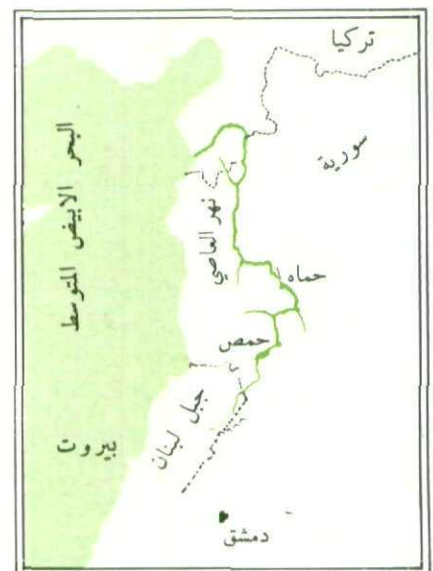 تركيا
سورية
البحر الابيض المتوسط
نهر العاصي
حماه
حمص
جبل لبنان
بيروت
دمشق